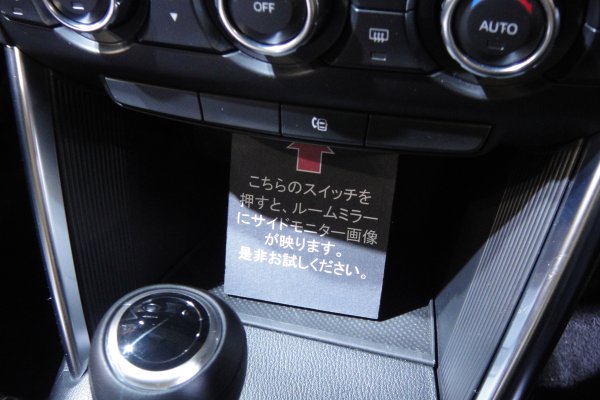 OFF
AUTO
こちらのスイッチを
押すと、ルームミラー
にサイドモニター画像
が映ります。
是非お試しください。